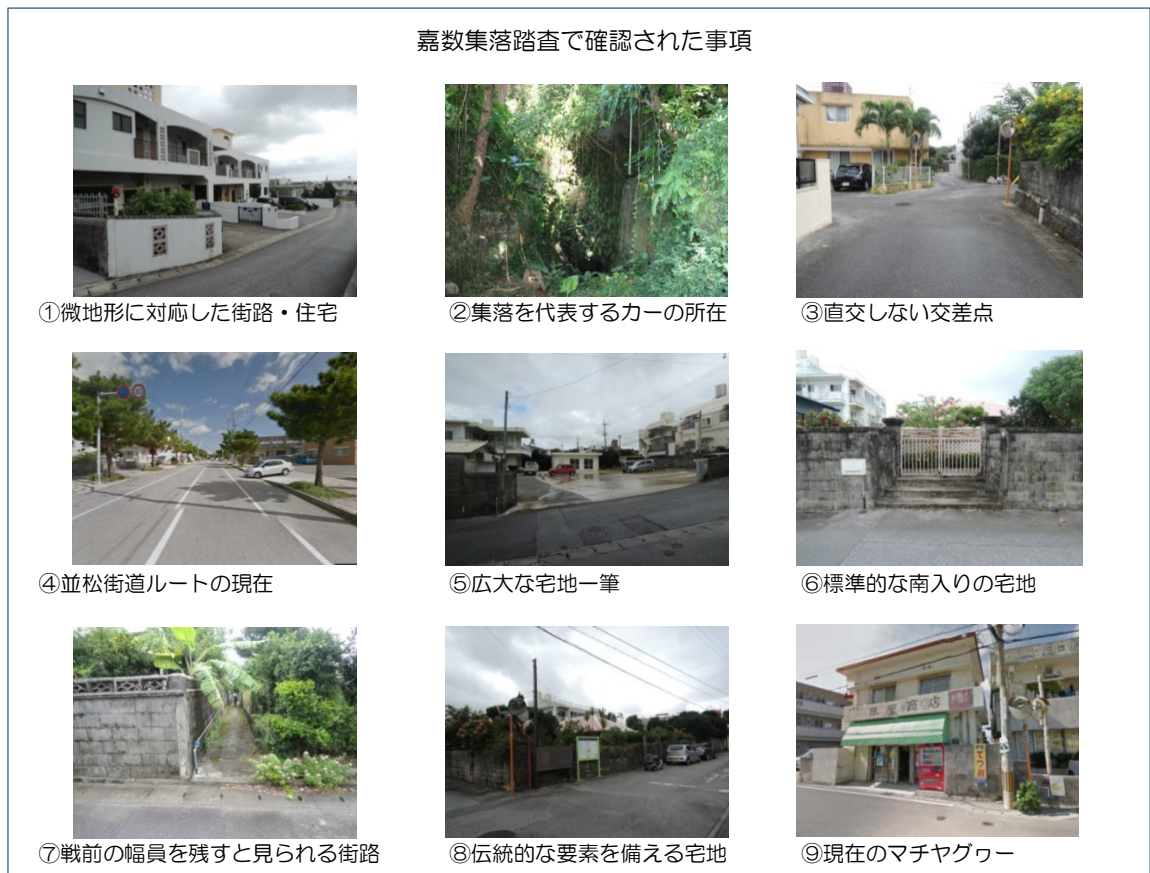 嘉数集落踏査で確認された事項
①微地形に対応した街路・住宅
②集落を代表するカーの所在
③直交しない交差点
④並松街道ルートの現在
⑤広大な宅地一筆
⑥標準的な南入りの宅地
⑦戦前の幅員を残すと見られる街路
⑧伝統的な要素を備える宅地
⑨現在のマチヤグヮー